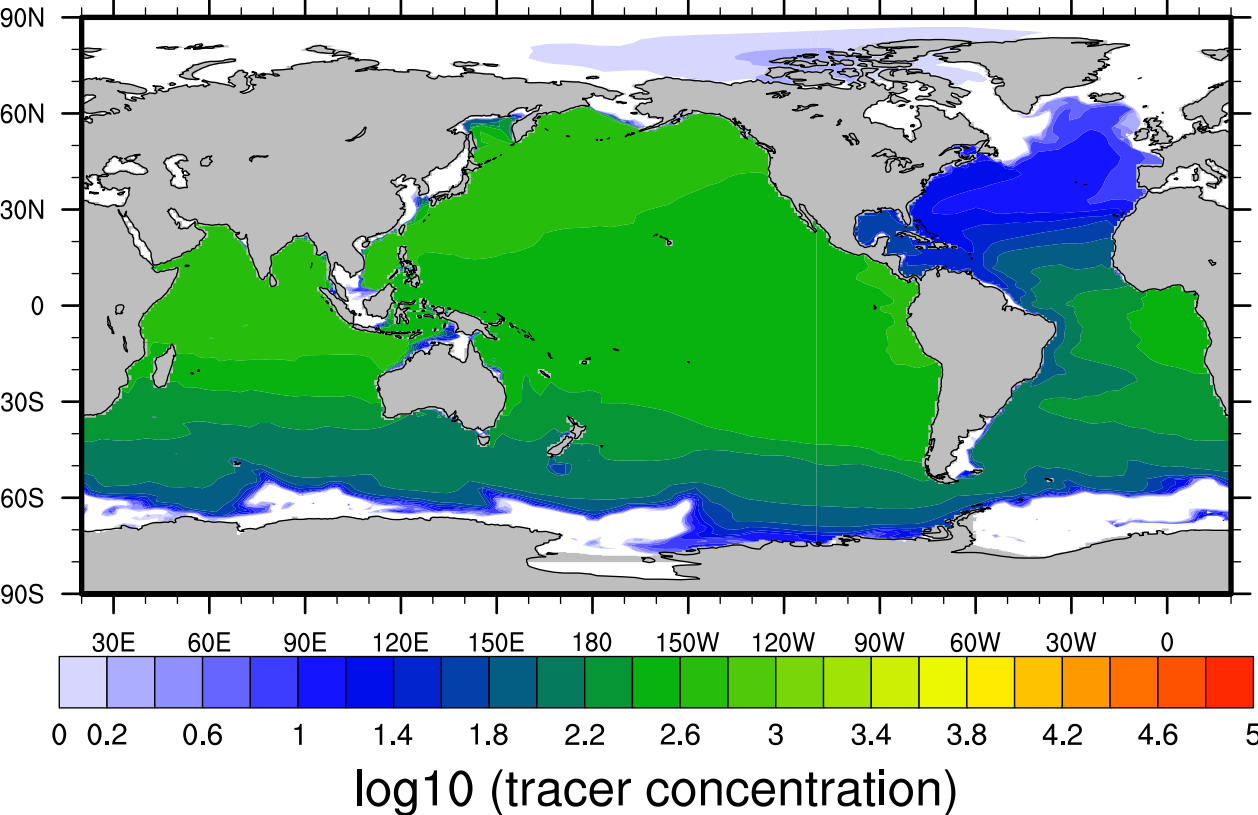 90N
60N
30N
0
30S
60S
90S
30E 60E 90E 120E 150E 180 150W 120W 90W 60W 30W 0
0 0.2 0.6 1 1.4 1.8 2.2 2.6 3 3.4 3.8 4.2 4.6 5
log10 (tracer concentration)